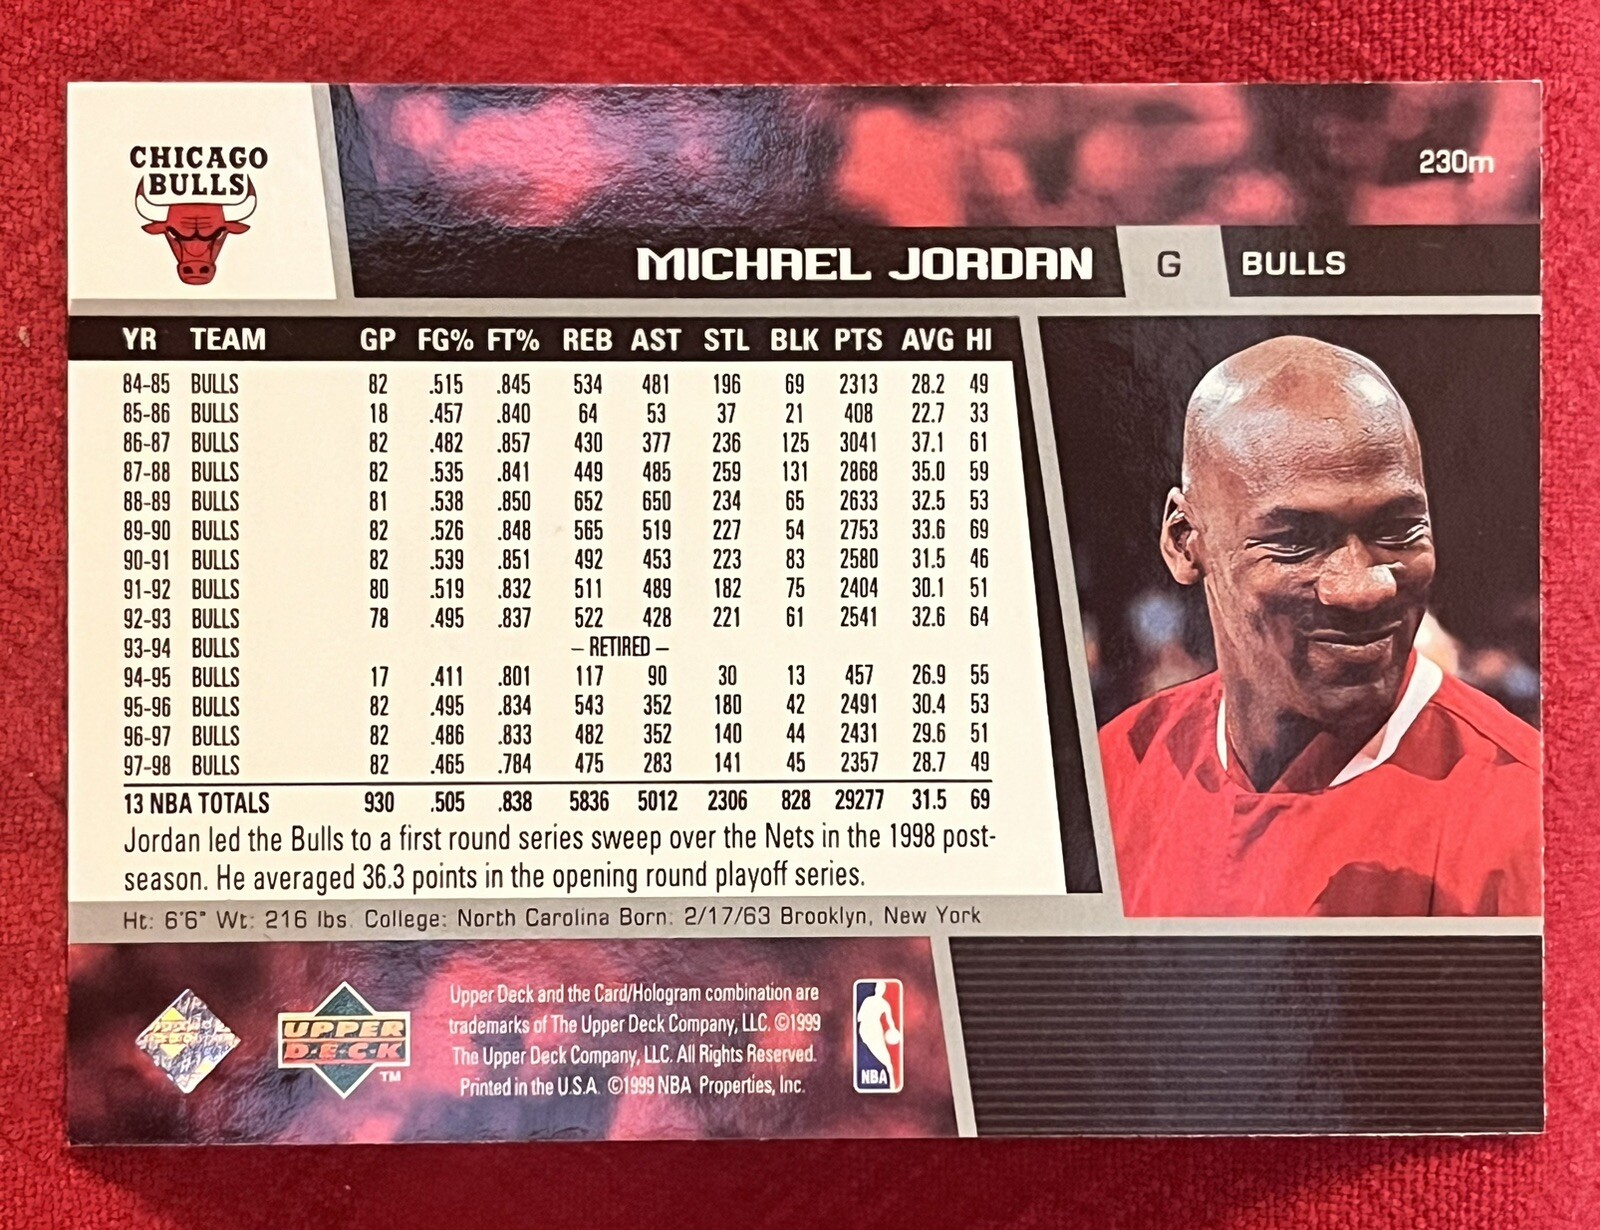 CHICAGO
BULLS
230m
MICHAEL JORDAN G BULLS
YR TEAM GP FG% FT% REB AST STL BLK PTS AVG HI
84-85 BULLS 82 .515 .845 534 481 196 69 2313 28.2 49
85-86 BULLS 18 .457 .840 64 53 37 21 408 22.7 33
86-87 BULLS 82 .482 .857 430 377 236 125 3041 37.1 61
87-88 BULLS 82 .535 .841 449 485 259 131 2868 35.0 59
88-89 BULLS 81 .538 .850 652 650 234 65 2633 32.5 53
89-90 BULLS 82 .526 .848 565 519 227 54 2753 33.6 69
90-91 BULLS 82 .539 .851 492 453 223 83 2580 31.5 46
91-92 BULLS 80 .519 .832 511 489 182 75 2404 30.1 51
92-93 BULLS 78 .495 .837 522 428 221 61 2541 32.6 64
93-94 BULLS – RETIRED –
94-95 BULLS 17 .411 .801 117 90 30 13 457 26.9 55
95-96 BULLS 82 .495 .834 543 352 180 42 2491 30.4 53
96-97 BULLS 82 .486 .833 482 352 140 44 2431 29.6 51
97-98 BULLS 82 .465 .784 475 283 141 45 2357 28.7 49
13 NBA TOTALS 930 .505 .838 5836 5012 2306 828 29277 31.5 69
Jordan led the Bulls to a first round series sweep over the Nets in the 1998 post-
season. He averaged 36.3 points in the opening round playoff series.
Ht: 6'6" Wt: 216 lbs. College: North Carolina Born: 2/17/63 Brooklyn, New York
UPPER
DECK
TM
Upper Deck and the Card/Hologram combination are
trademarks of The Upper Deck Company, LLC. ©1999
The Upper Deck Company, LLC. All Rights Reserved.
Printed in the U.S.A. ©1999 NBA Properties, Inc.
NBA